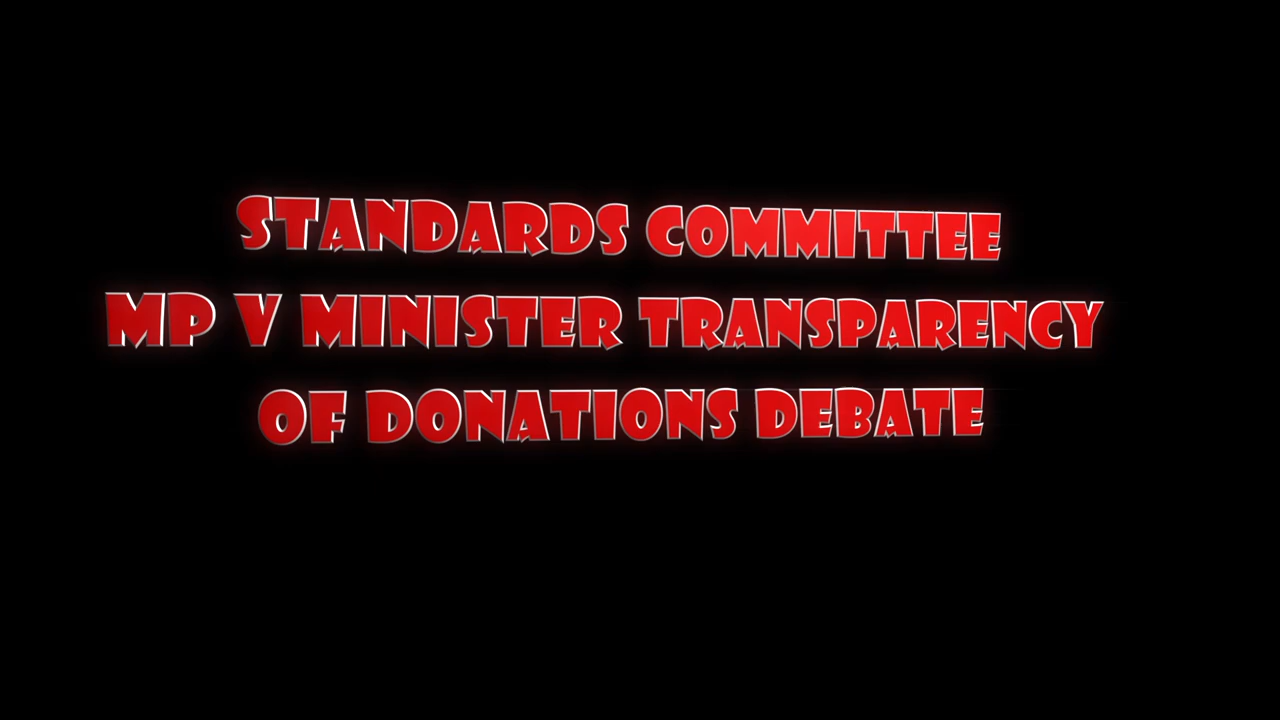 STANDARDS COMMITTEE
MP V MINISTER TRANSPARENCY
OF DONATIONS DEBATE